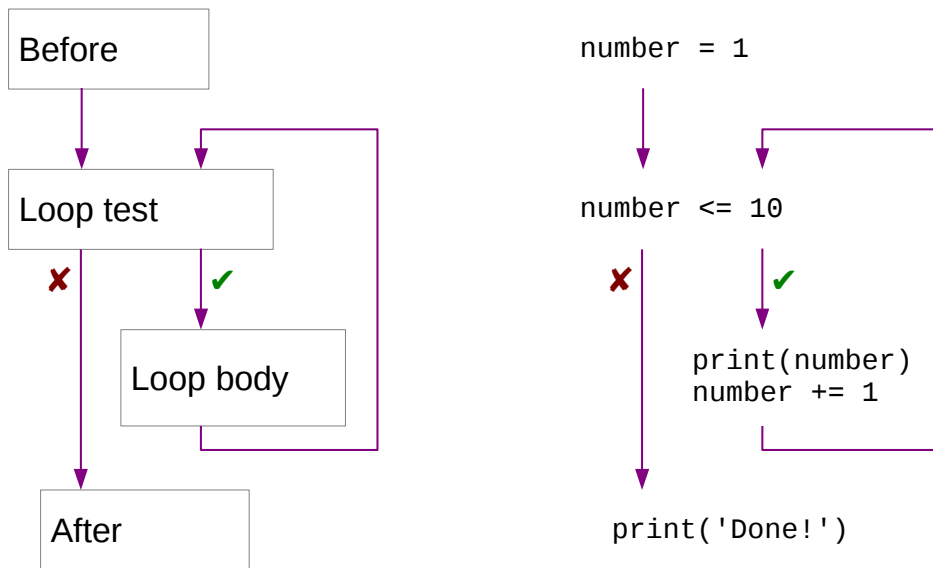 Before
Loop test
✘ ✔
Loop body
After
number = 1
number <= 10
✘ ✔
print(number)
number += 1
print('Done!')